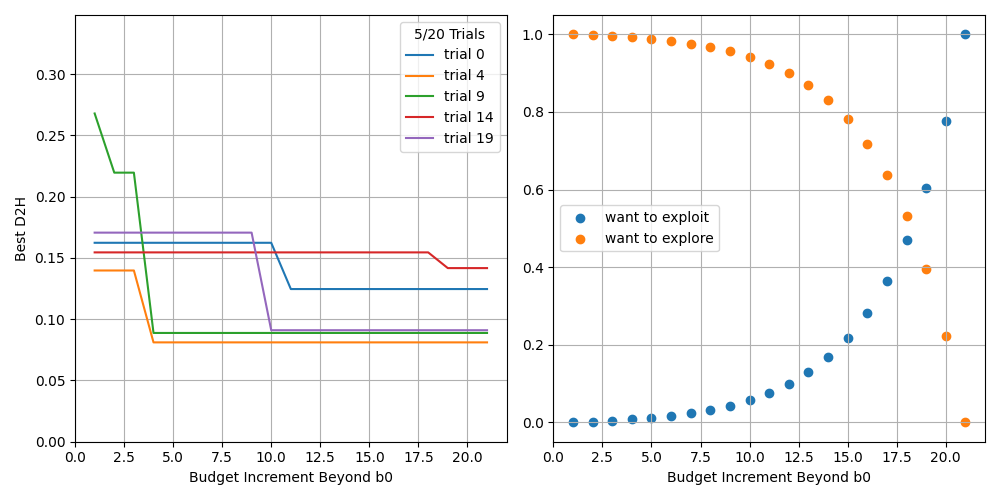 Best D2H
0.30
0.25
0.20
0.15
0.10
0.05
0.00
0.0 2.5 5.0 7.5 10.0 12.5 15.0 17.5 20.0
Budget Increment Beyond b0
5/20 Trials
trial 0
trial 4
trial 9
trial 14
trial 19
1.0
0.8
0.6
0.4
0.2
0.0
0.0 2.5 5.0 7.5 10.0 12.5 15.0 17.5 20.0
Budget Increment Beyond b0
want to exploit
want to explore